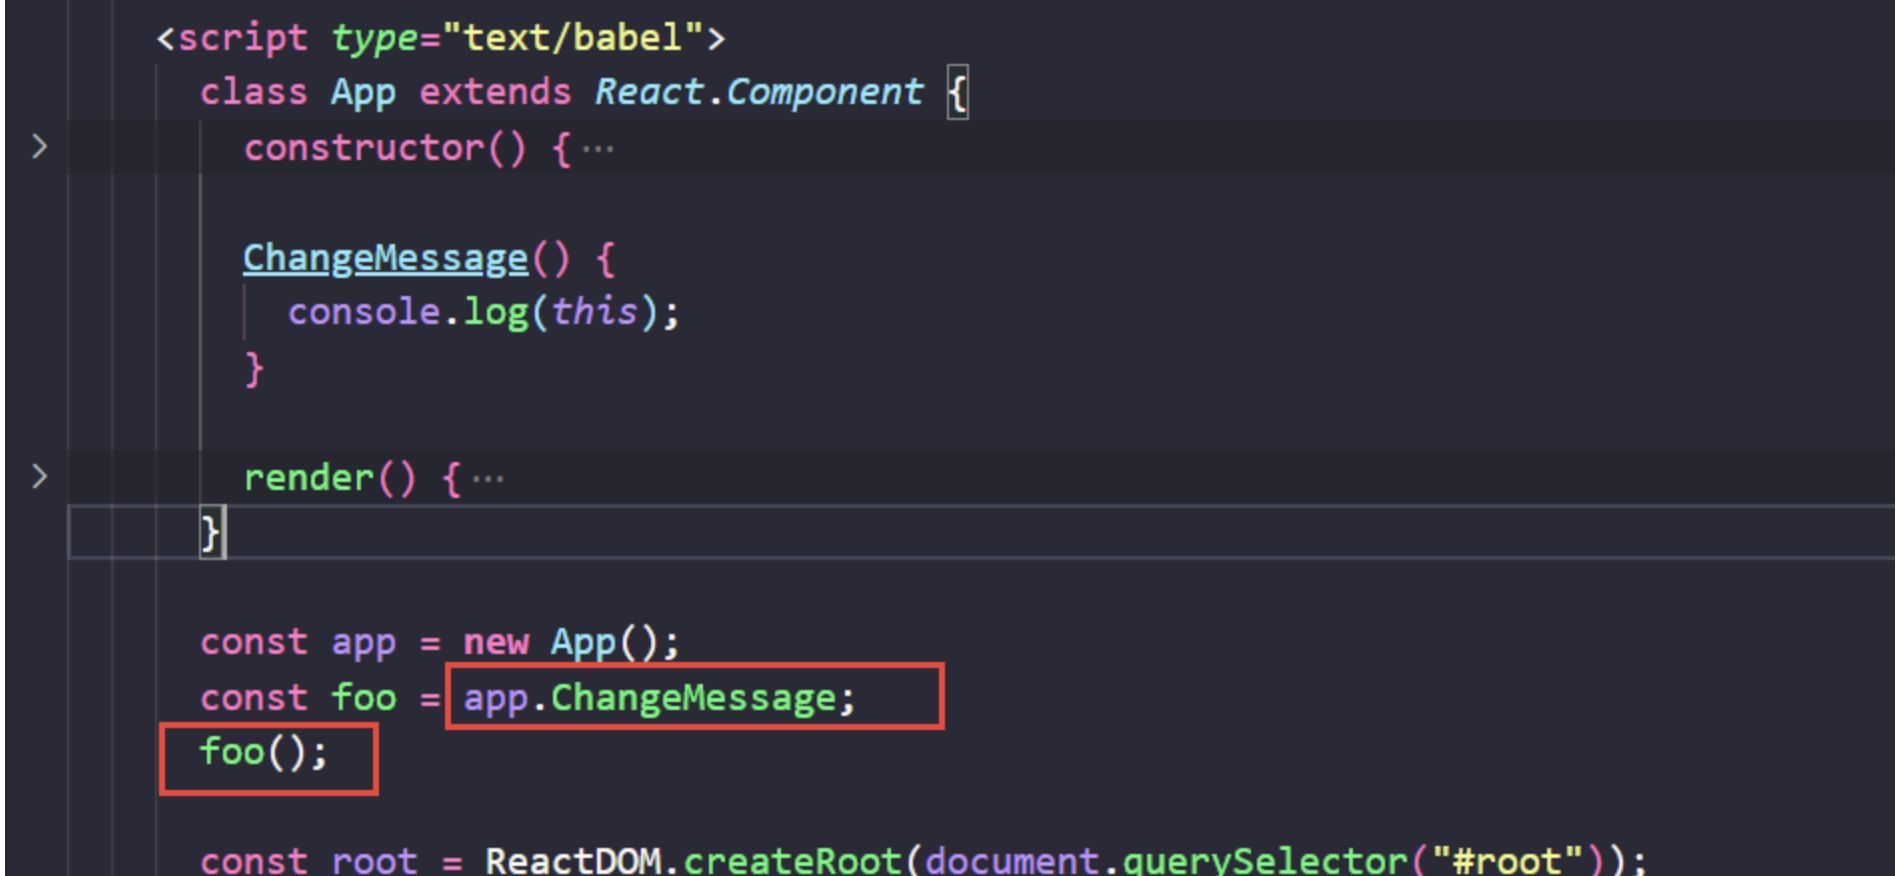 <script type="text/babel">
class App extends React.Component {
constructor() { ···
ChangeMessage() {
console.log(this);
}
render() { ···
}
const app = new App();
const foo = app.ChangeMessage;
foo();
const root = ReactDOM.createRoot(document.querySelector("#root"));